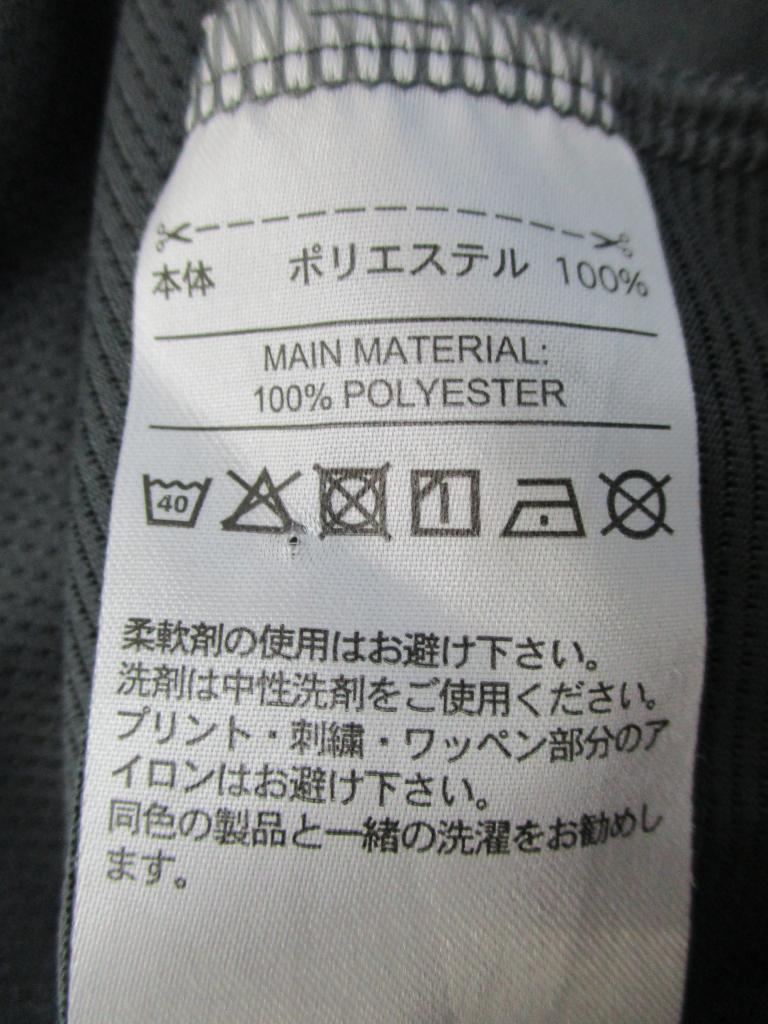 本体 ポリエステル 100%
MAIN MATERIAL:
100% POLYESTER
40
柔軟剤の使用はお避け下さい。
洗剤は中性洗剤をご使用ください。
プリント・刺繍・ワッペン部分のア
イロンはお避け下さい。
同色の製品と一緒の洗濯をお勧めし
ます。